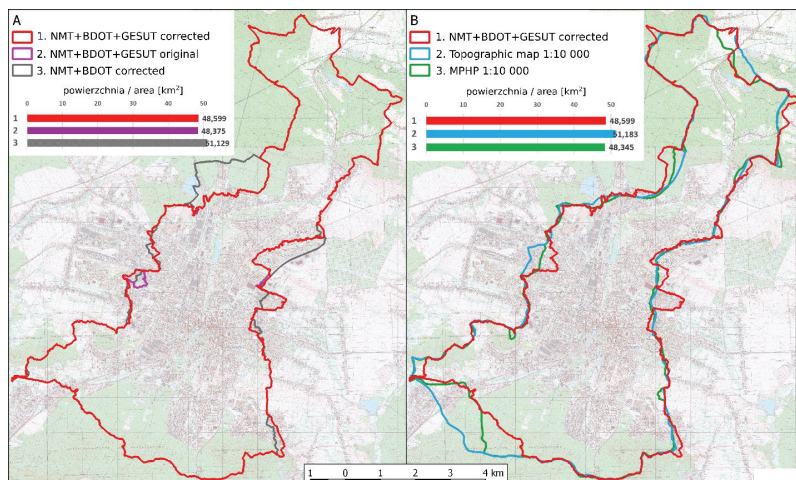 A
1. NMT+BDOT+GESUT corrected
2. NMT+BDOT+GESUT original
3. NMT+BDOT corrected
powierzchnia / area [km²]
0 10 20 30 40 50
1 48,599
2 48,375
3 51,129
B
1. NMT+BDOT+GESUT corrected
2. Topographic map 1:10 000
3. MPHP 1:10 000
powierzchnia / area [km²]
0 10 20 30 40 50
1 48,599
2 51,183
3 48,345
1 0 1 2 3 4 km